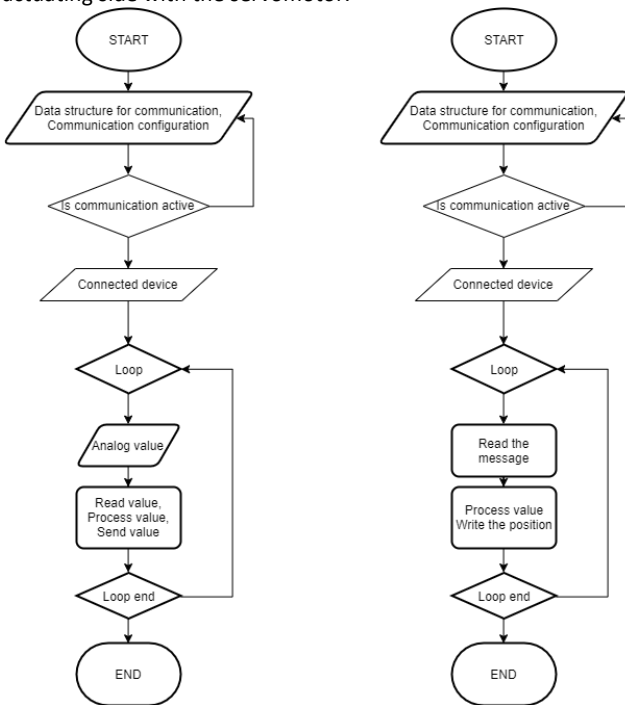 actuating side with the servomotor.
START
Data structure for communication,
Communication configuration
Is communication active
Connected device
Loop
Analog value
Read value,
Process value,
Send value
Loop end
END
START
Data structure for communication,
Communication configuration
Is communication active
Connected device
Loop
Read the
message
Process value
Write the position
Loop end
END